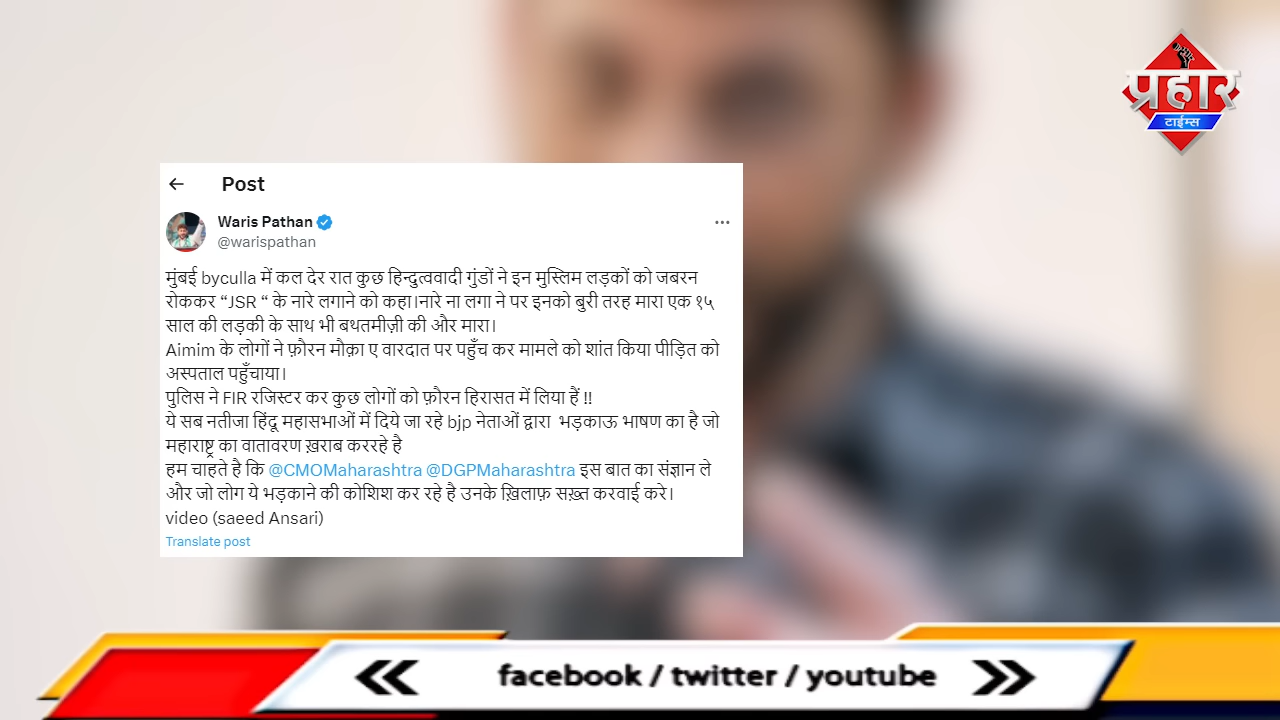 प्रहार
टाईम्स
Post
Waris Pathan
@warispathan
मुंबई byculla में कल देर रात कुछ हिन्दुत्ववादी गुंडों ने इन मुस्लिम लड़कों को जबरन
रोककर “JSR “ के नारे लगाने को कहा।नारे ना लगा ने पर इनको बुरी तरह मारा एक १५
साल की लड़की के साथ भी बथतमीज़ी की और मारा।
Aimim के लोगों ने फ़ौरन मौक़ा ए वारदात पर पहुँच कर मामले को शांत किया पीड़ित को
अस्पताल पहुँचाया।
पुलिस ने FIR रजिस्टर कर कुछ लोगों को फ़ौरन हिरासत में लिया हैं !!
ये सब नतीजा हिंदू महासभाओं में दिये जा रहे bjp नेताओं द्वारा भड़काऊ भाषण का है जो
महाराष्ट्र का वातावरण ख़राब कररहे है
हम चाहते है कि @CMOMaharashtra @DGPMaharashtra इस बात का संज्ञान ले
और जो लोग ये भड़काने की कोशिश कर रहे है उनके ख़िलाफ़ सख़्त करवाई करे।
video (saeed Ansari)
Translate post
facebook / twitter / youtube